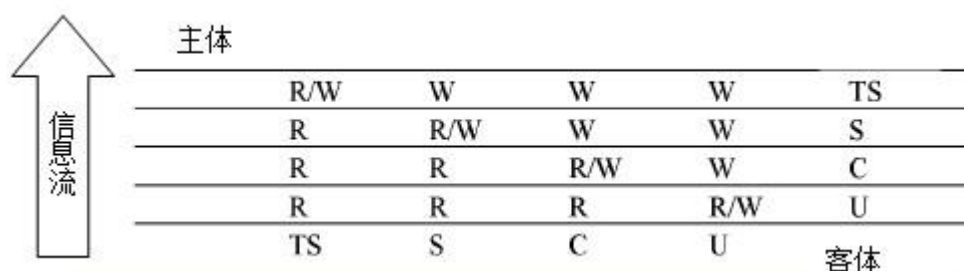 主体
R/W W W W TS
R R/W W W S
R R R/W W C
R R R R/W U
TS S C U 客体
信息流